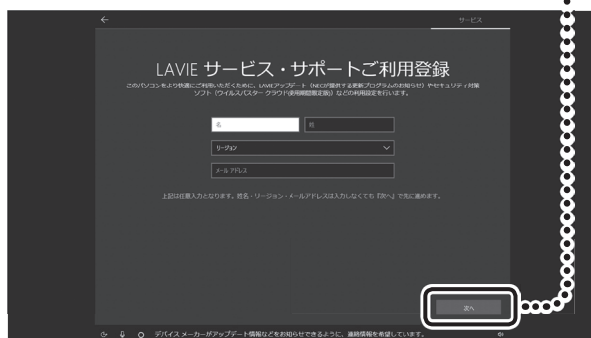 サービス
LAVIE サービス・サポートご利用登録
このパソコンをより快適にご利用いただくために、LAVIEアップデート（NECが提供する更新プログラムのお知らせ）やセキュリティ対策
ソフト（ウイルスバスター クラウド(使用期間限定版)）などの利用設定を行います。
名
姓
リージョン
メール アドレス
上記は任意入力となります。姓名・リージョン・メールアドレスは入力しなくても『次へ』で先に進めます。
次へ
デバイス メーカーがアップデート情報などをお知らせできるように、連絡情報を希望しています。